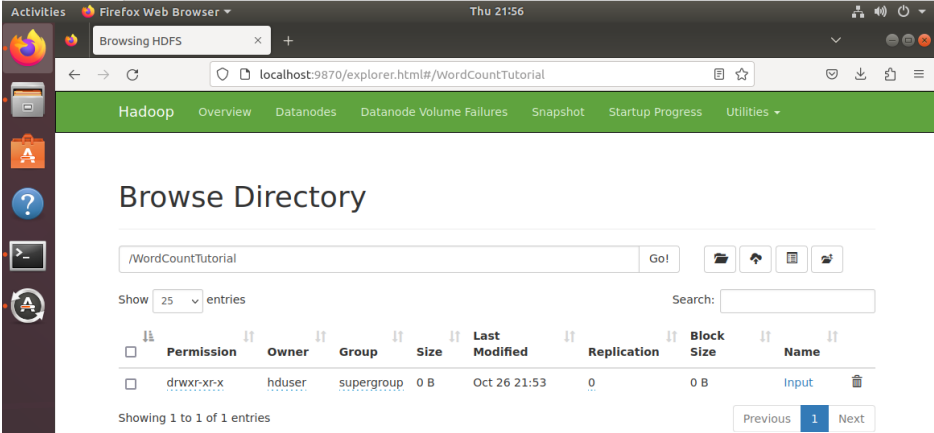 Activities Firefox Web Browser Thu 21:56
Browsing HDFS
localhost:9870/explorer.html#/WordCountTutorial
Hadoop Overview Datanodes Datanode Volume Failures Snapshot Startup Progress Utilities
Browse Directory
/WordCountTutorial Go!
Show 25 entries Search:
Permission Owner Group Size Last Modified Replication Block Size Name
drwxr-xr-x hduser supergroup 0 B Oct 26 21:53 0 0 B Input
Showing 1 to 1 of 1 entries Previous 1 Next